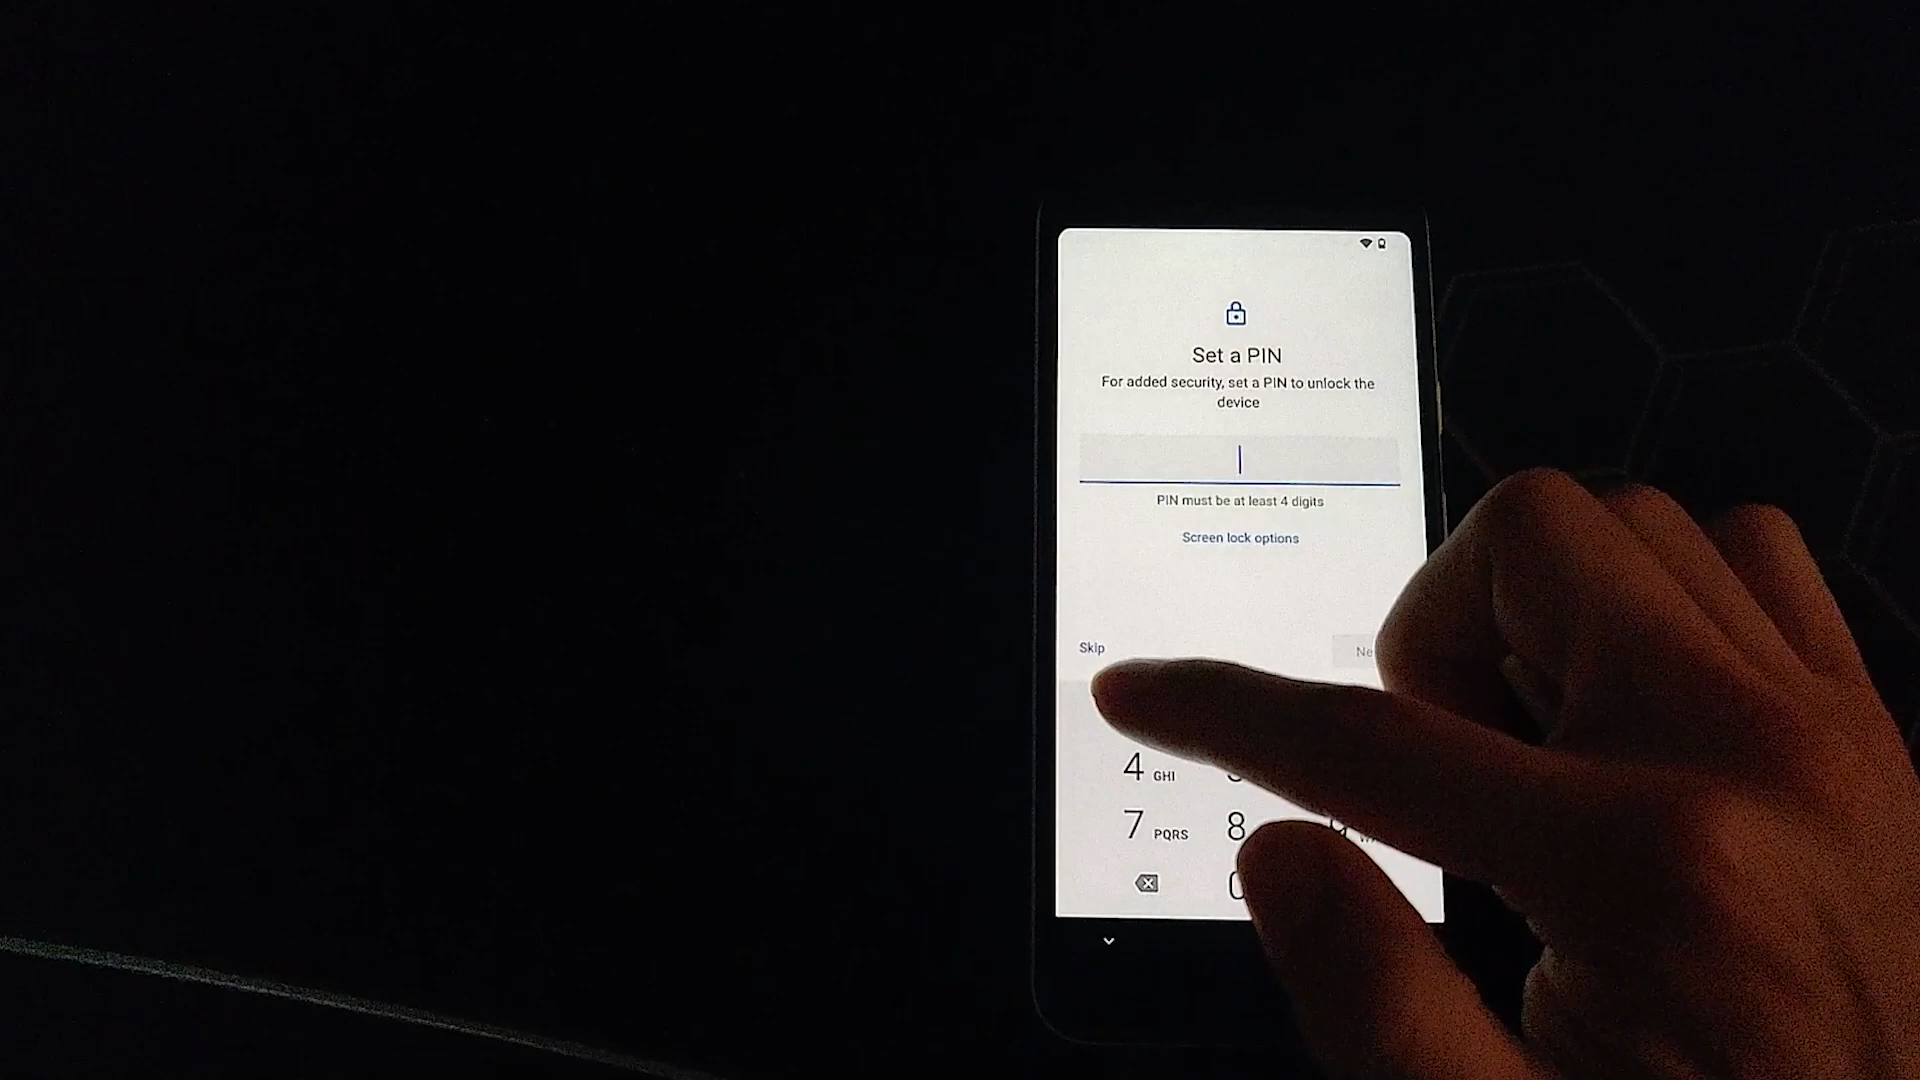 Set a PIN
For added security, set a PIN to unlock the
device
PIN must be at least 4 digits
Screen lock options
Skip
4 GHI
7 PQRS 8